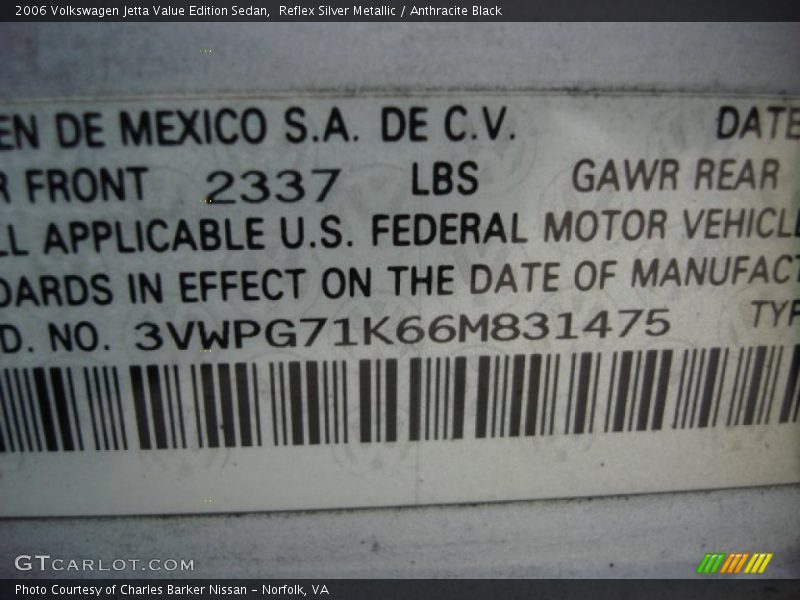 2006 Volkswagen Jetta Value Edition Sedan,  Reflex Silver Metallic / Anthracite Black
EN DE MEXICO S.A. DE C.V. DATE
R FRONT 2337 LBS GAWR REAR
LL APPLICABLE U.S. FEDERAL MOTOR VEHICLE
DARDS IN EFFECT ON THE DATE OF MANUFACT
D. NO. 3VWPG71K66M831475 TYP
GTCARLOT.COM
Photo Courtesy of Charles Barker Nissan – Norfolk, VA